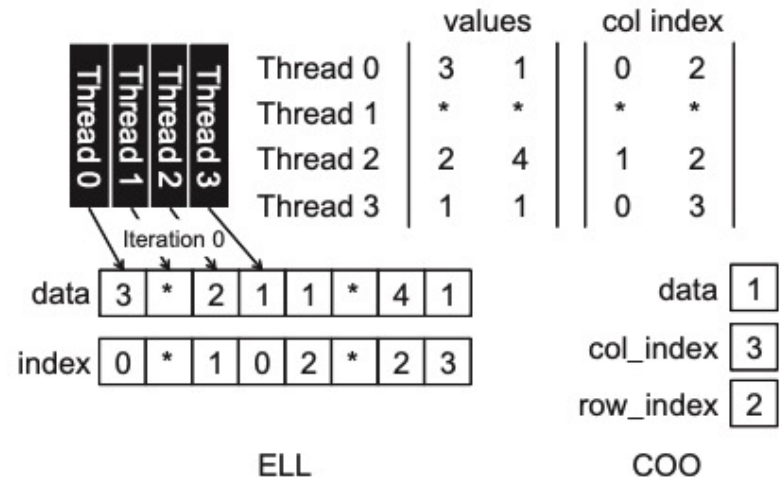 values col index
Thread 0 3 1 0 2
Thread 1 * * * *
Thread 2 2 4 1 2
Thread 3 1 1 0 3
Thread 0
Thread 1
Thread 2
Thread 3
Iteration 0
data 3 * 2 1 1 * 4 1
index 0 * 1 0 2 * 2 3
ELL
data 1
col_index 3
row_index 2
COO